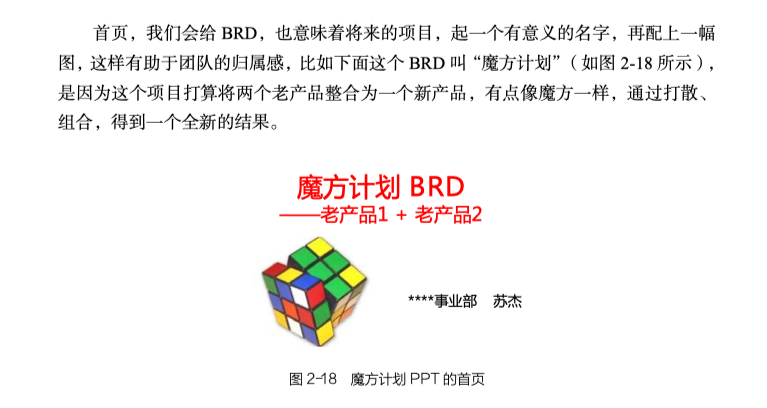 首页，我们会给 BRD，也意味着将来的项目，起一个有意义的名字，再配上一幅
图，这样有助于团队的归属感，比如下面这个 BRD 叫“魔方计划”（如图 2-18 所示），
是因为这个项目打算将两个老产品整合为一个新产品，有点像魔方一样，通过打散、
组合，得到一个全新的结果。
魔方计划 BRD
——老产品1 + 老产品2
****事业部 苏杰
图 2-18 魔方计划 PPT 的首页